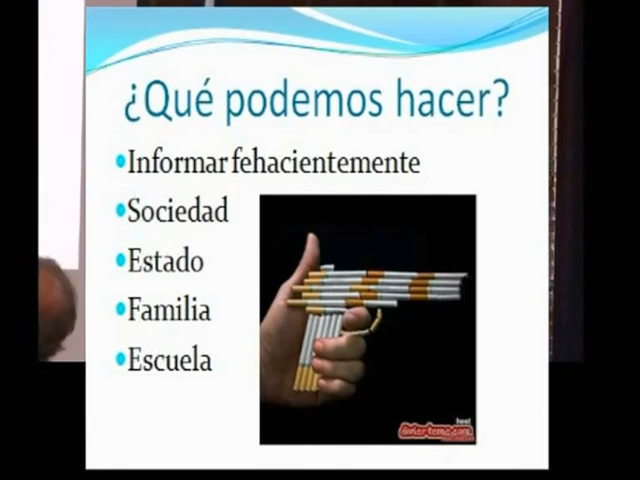 ¿Qué podemos hacer?
•Informar fehacientemente
•Sociedad
•Estado
•Familia
•Escuela